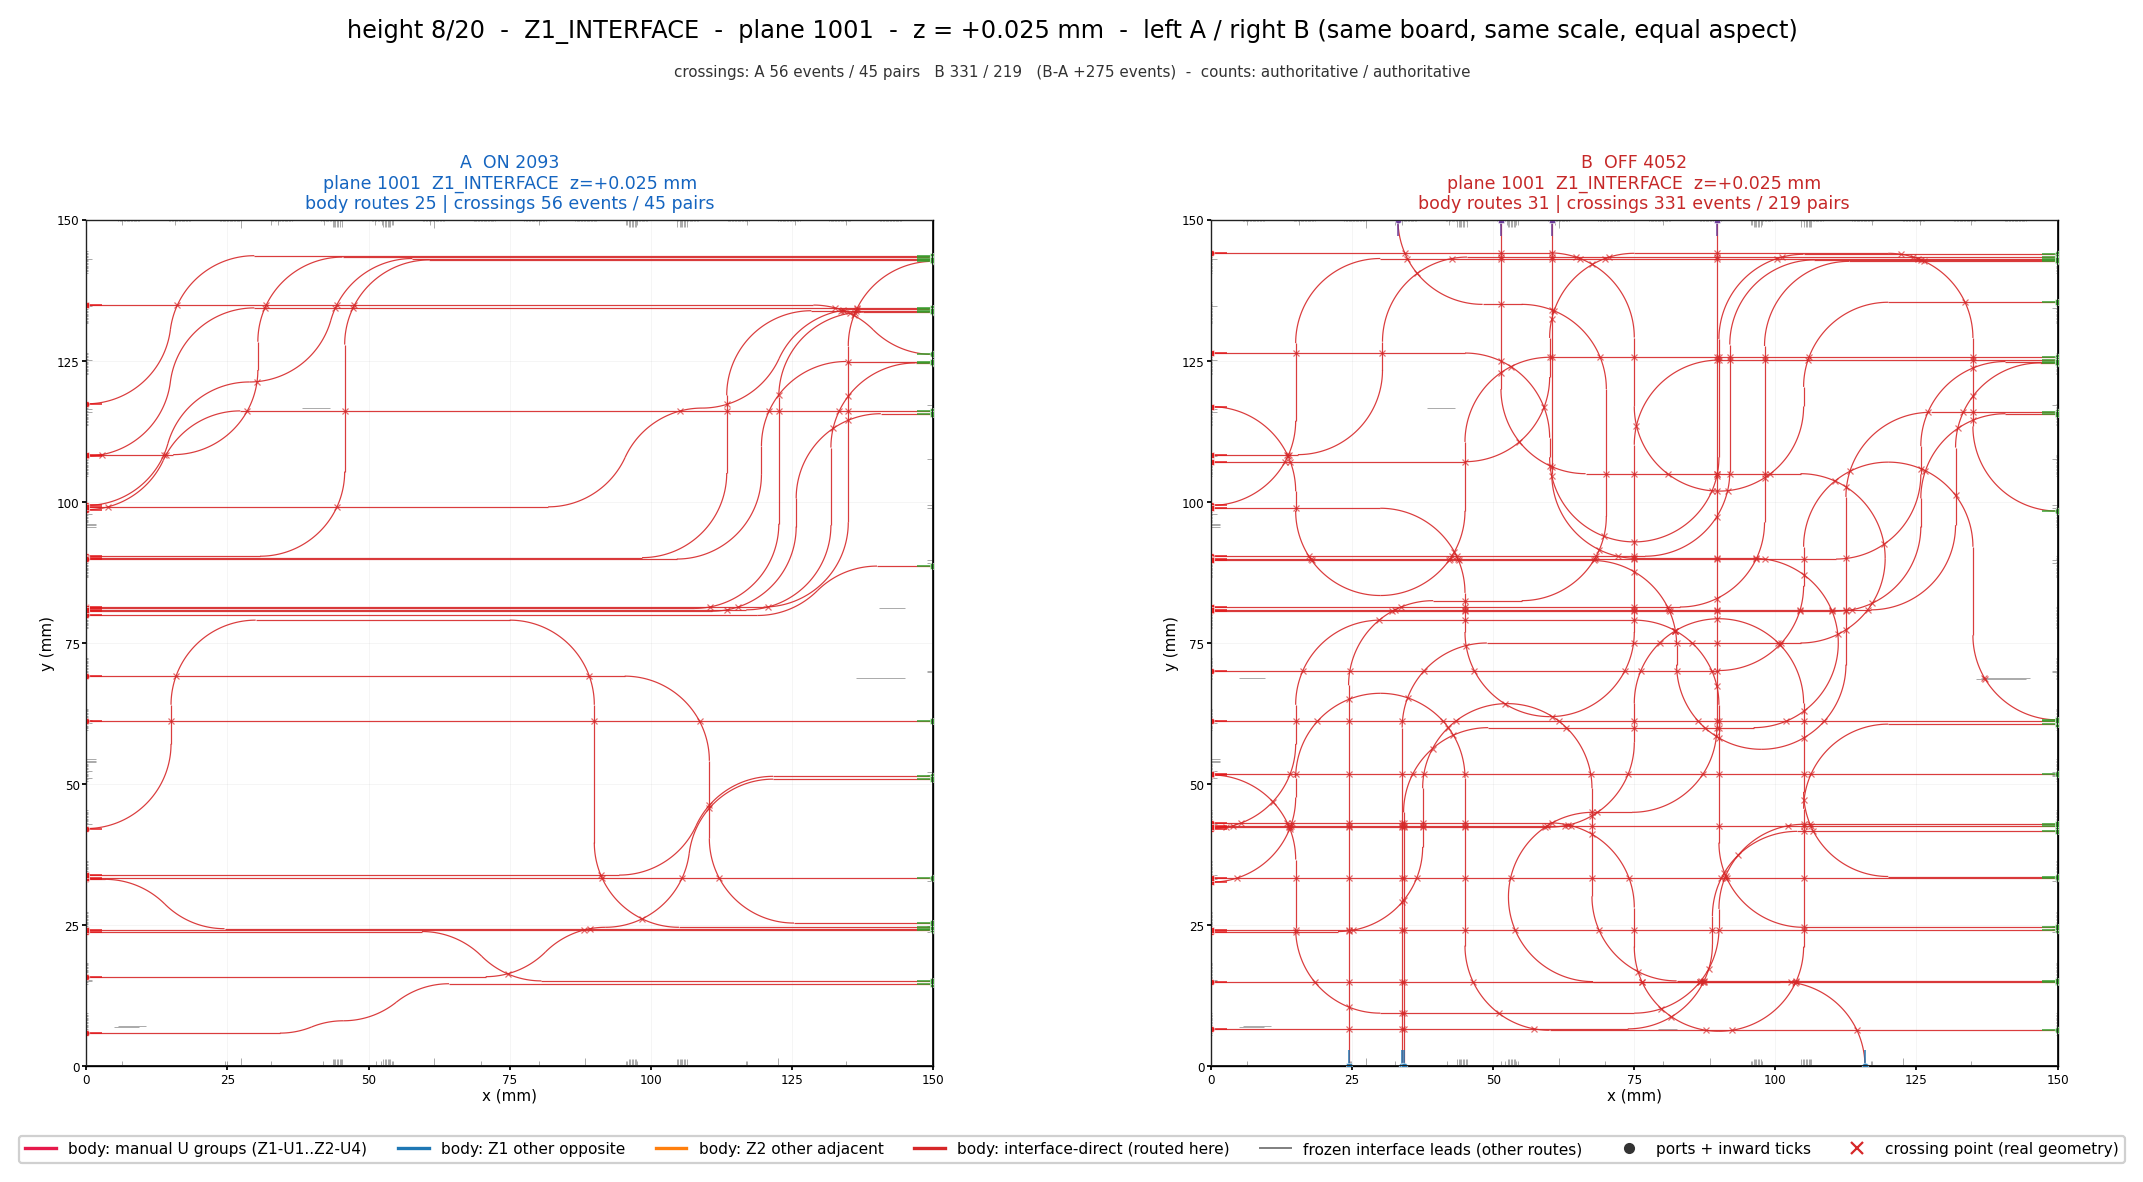 height 8/20 - Z1_INTERFACE - plane 1001 - z = +0.025 mm - left A / right B (same board, same scale, equal aspect)
crossings: A 56 events / 45 pairs B 331 / 219 (B-A +275 events) - counts: authoritative / authoritative
A ON 2093
plane 1001 Z1_INTERFACE z=+0.025 mm
body routes 25 | crossings 56 events / 45 pairs
150
125
100
75
50
25
0
y (mm)
0 25 50 75 100 125 150
x (mm)
B OFF 4052
plane 1001 Z1_INTERFACE z=+0.025 mm
body routes 31 | crossings 331 events / 219 pairs
150
125
100
75
50
25
0
y (mm)
0 25 50 75 100 125 150
x (mm)
body: manual U groups (Z1-U1..Z2-U4) body: Z1 other opposite body: Z2 other adjacent body: interface-direct (routed here) frozen interface leads (other routes) ports + inward ticks crossing point (real geometry)